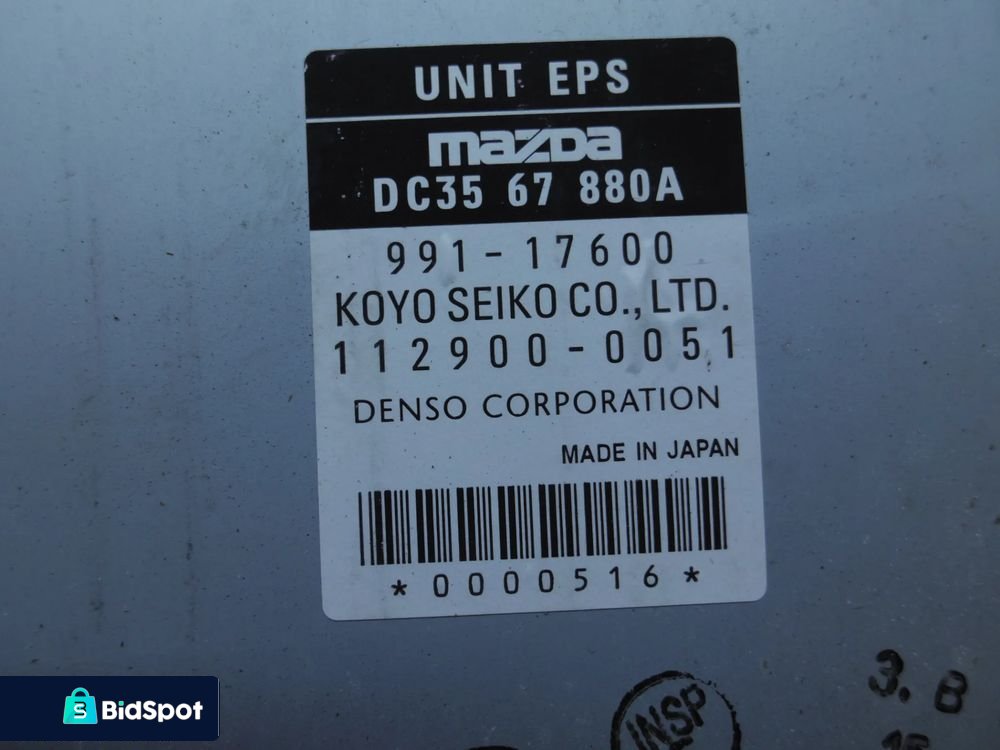 UNIT EPS
mazda
DC35 67 880A
991-17600
KOYO SEIKO CO., LTD.
112900-0051
DENSO CORPORATION
MADE IN JAPAN
*0000516*
3. B
INSP
BidSpot